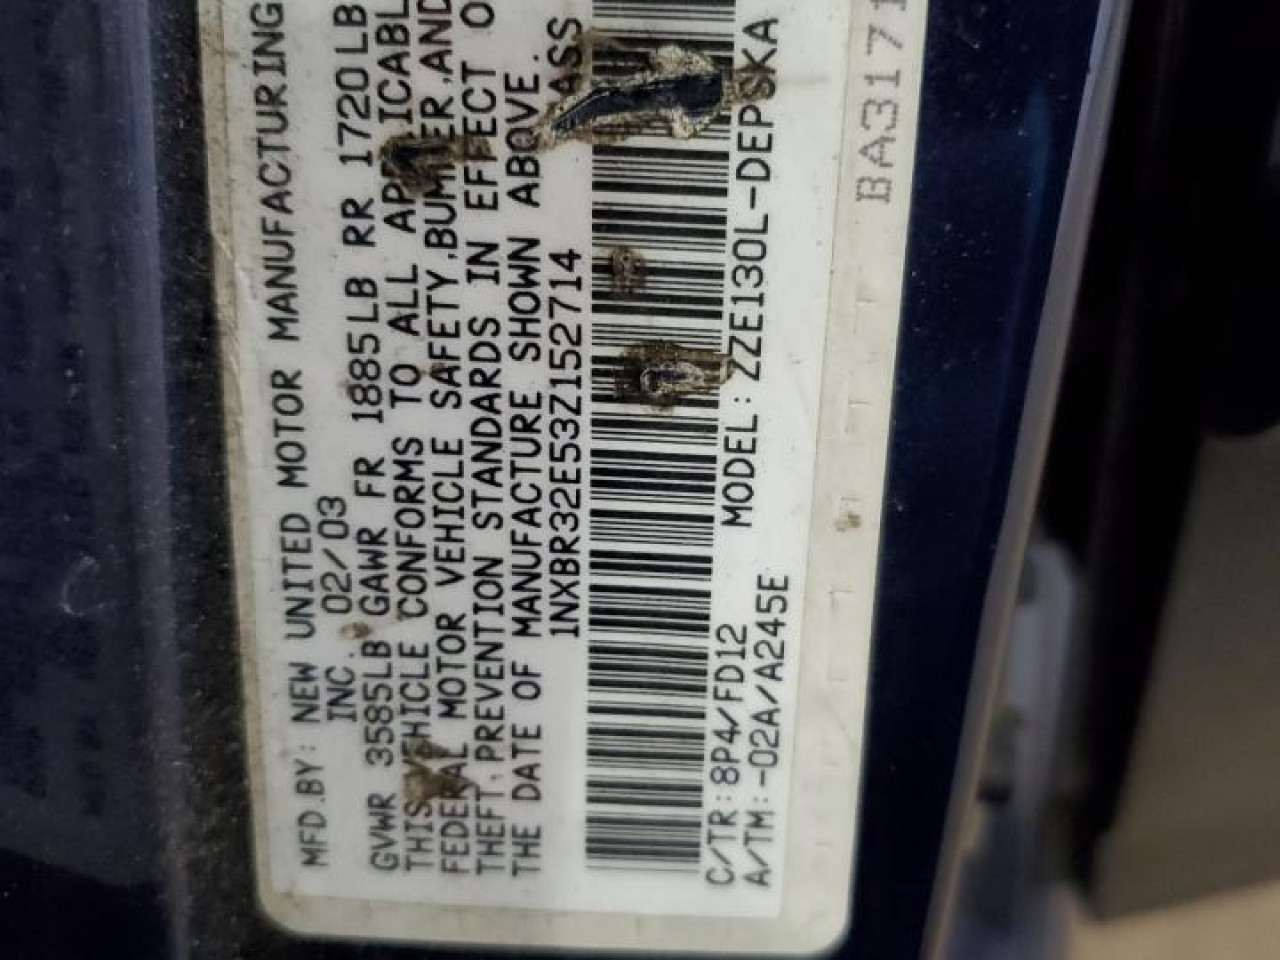 MFD.BY: NEW UNITED MOTOR MANUFACTURING
INC. 02/03
GVWR 3585LB GAWR FR 1885LB RR 1720LB
THIS VEHICLE CONFORMS TO ALL APPLICABL
FEDERAL MOTOR VEHICLE SAFETY,BUMPER,AND
THEFT PREVENTION STANDARDS IN EFFECT O
THE DATE OF MANUFACTURE SHOWN ABOVE.
1NXBR32E53Z152714 ASS
C/TR:8P4/FD12 MODEL: ZZE130L-DEPSKA
A/TM:-02A/A245E
BA3171